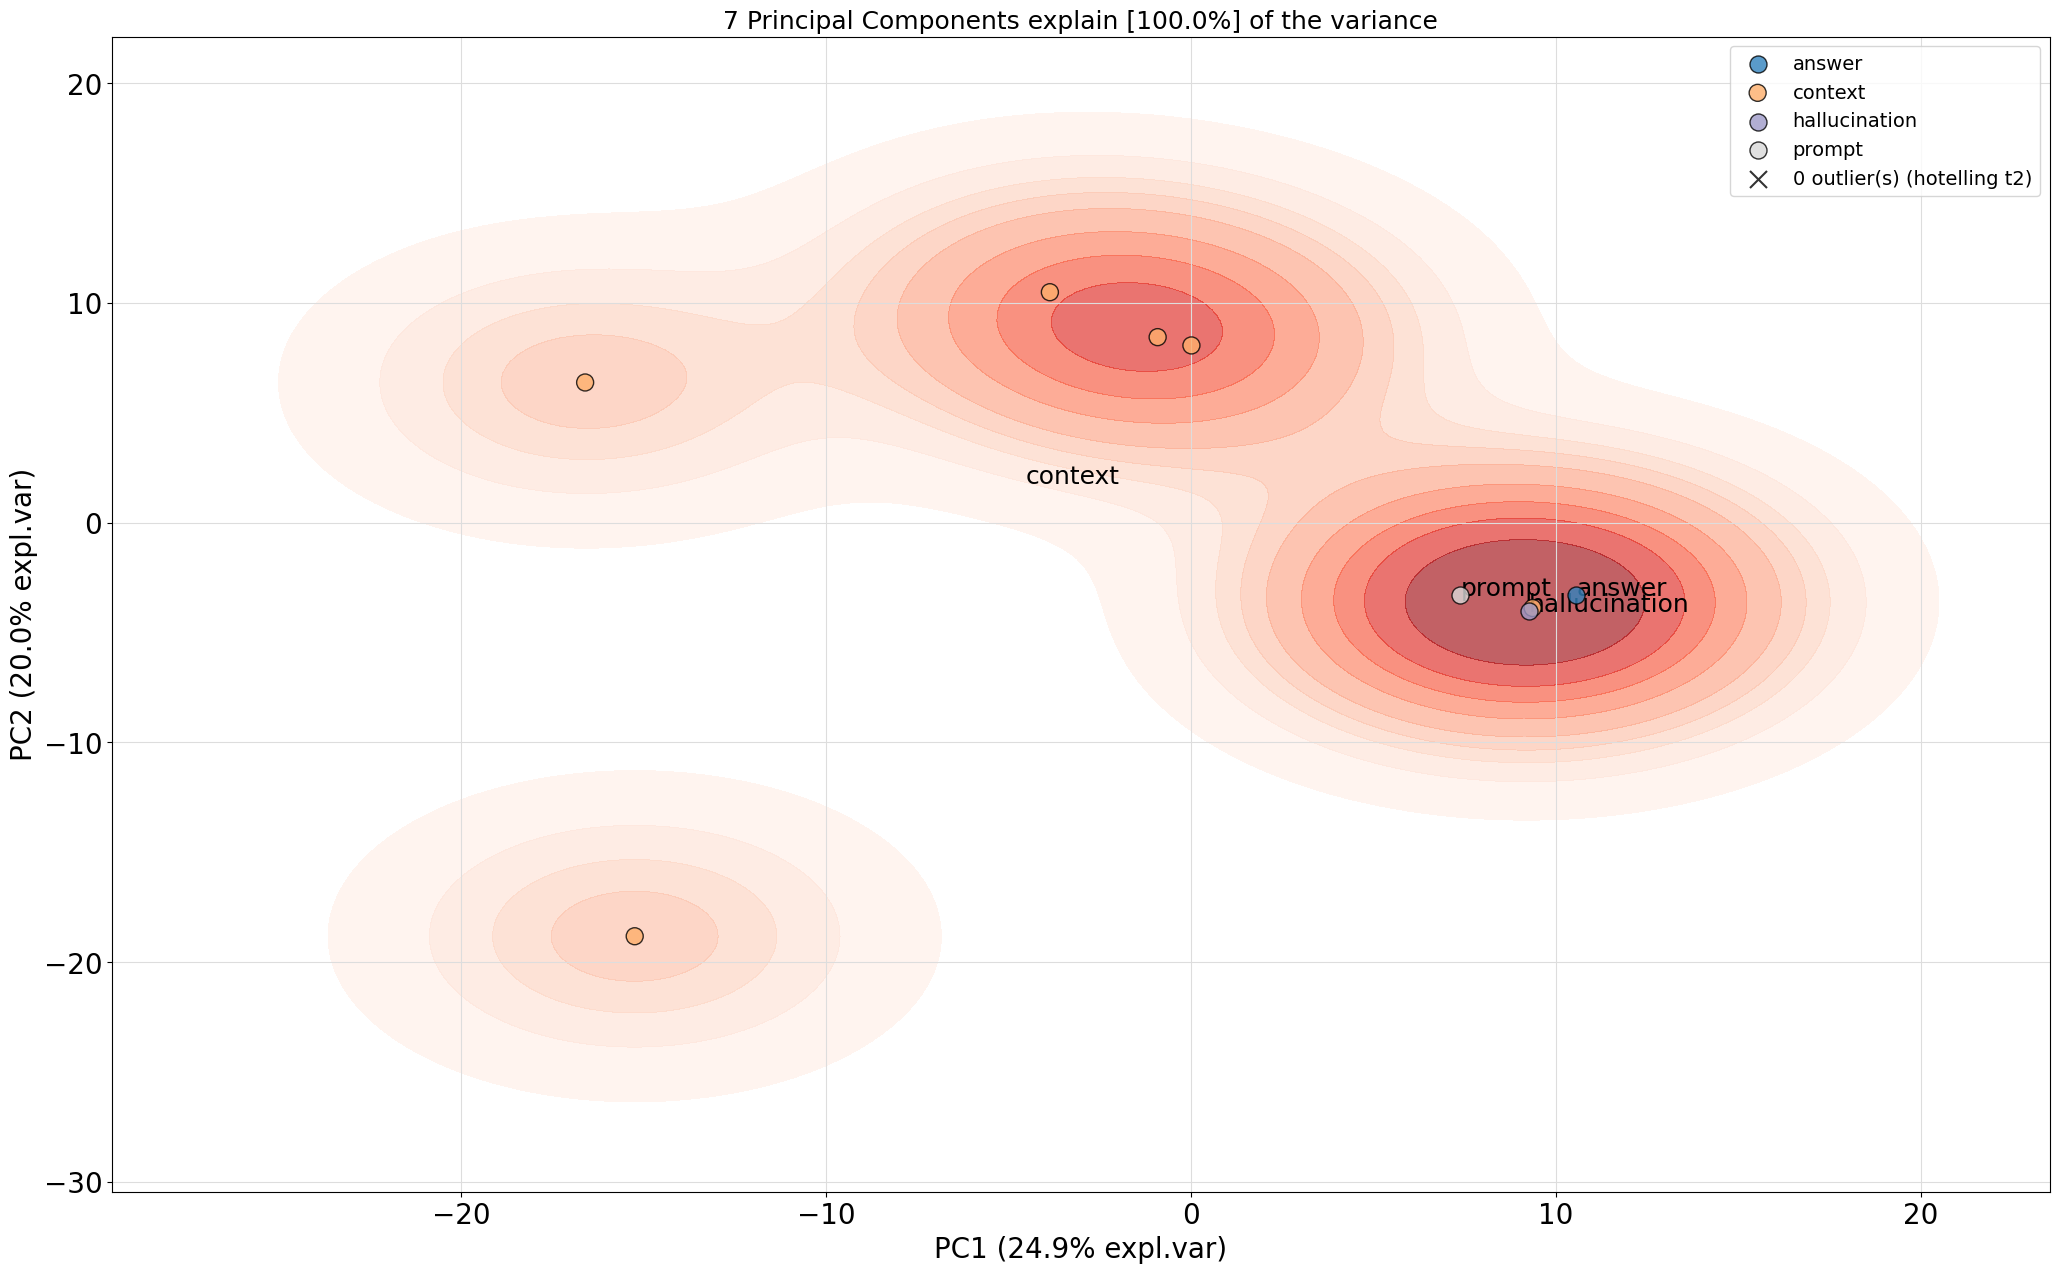 7 Principal Components explain [100.0%] of the variance
answer
context
hallucination
prompt
0 outlier(s) (hotelling t2)
20
10
0
−10
−20
−30
PC2 (20.0% expl.var)
context
prompt
answer
hallucination
−20
−10
0
10
20
PC1 (24.9% expl.var)